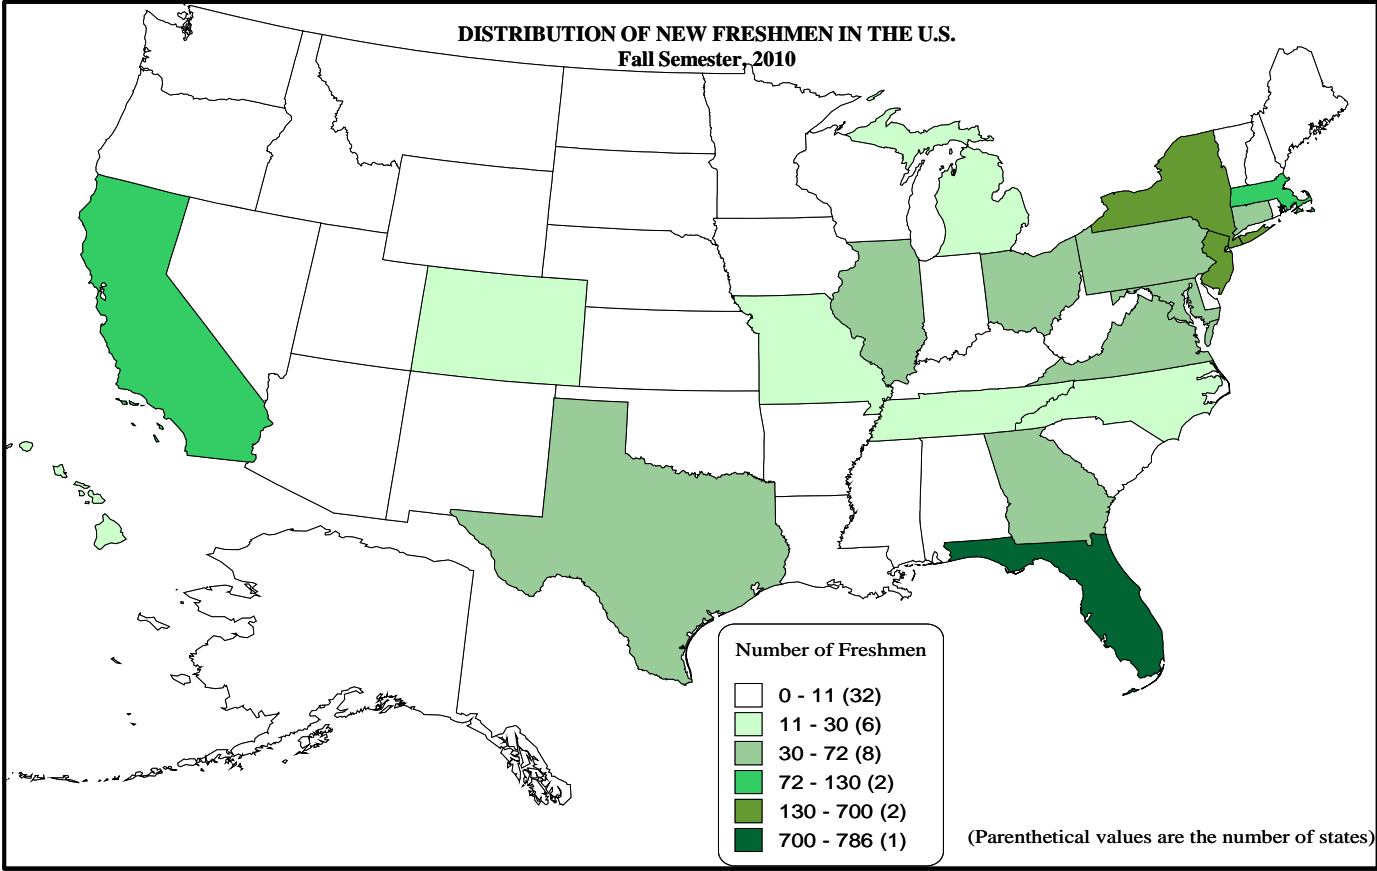 DISTRIBUTION OF NEW FRESHMEN IN THE U.S.
Fall Semester, 2010
Number of Freshmen
0 - 11 (32)
11 - 30 (6)
30 - 72 (8)
72 - 130 (2)
130 - 700 (2)
700 - 786 (1)
(Parenthetical values are the number of states)